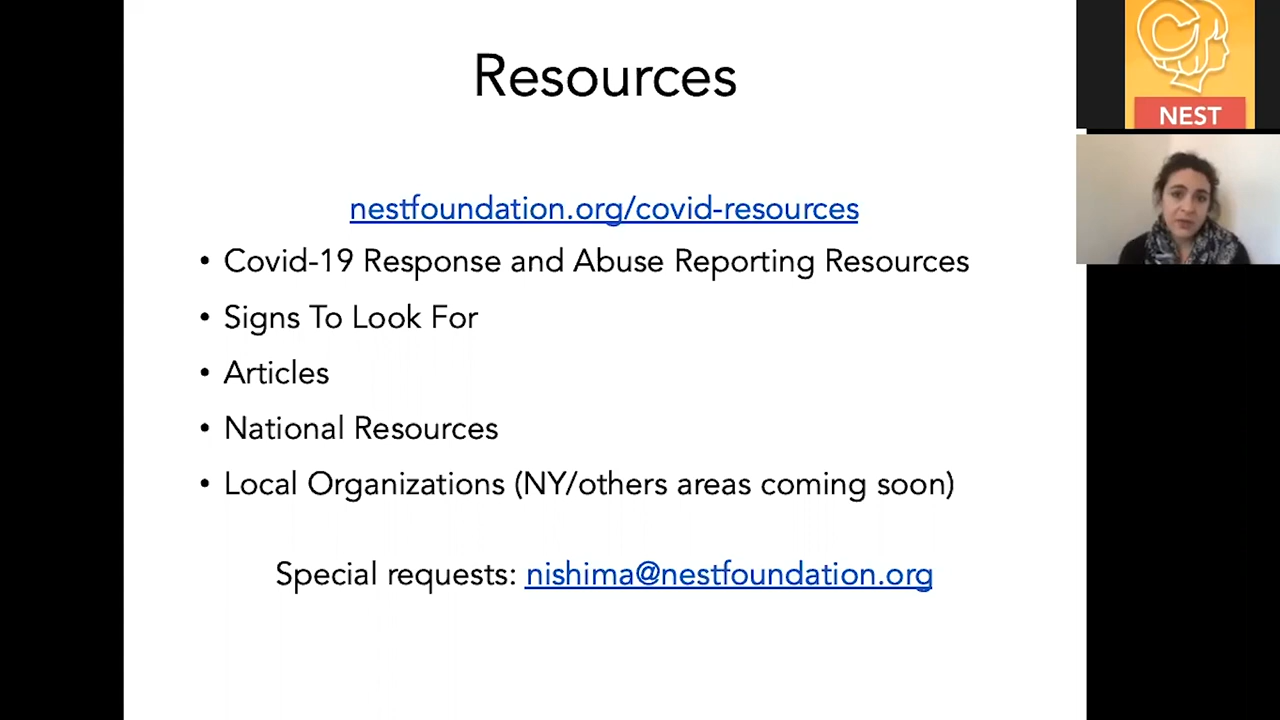 Resources
NEST
nestfoundation.org/covid-resources
• Covid-19 Response and Abuse Reporting Resources
• Signs To Look For
• Articles
• National Resources
• Local Organizations (NY/others areas coming soon)
Special requests: nishima@nestfoundation.org